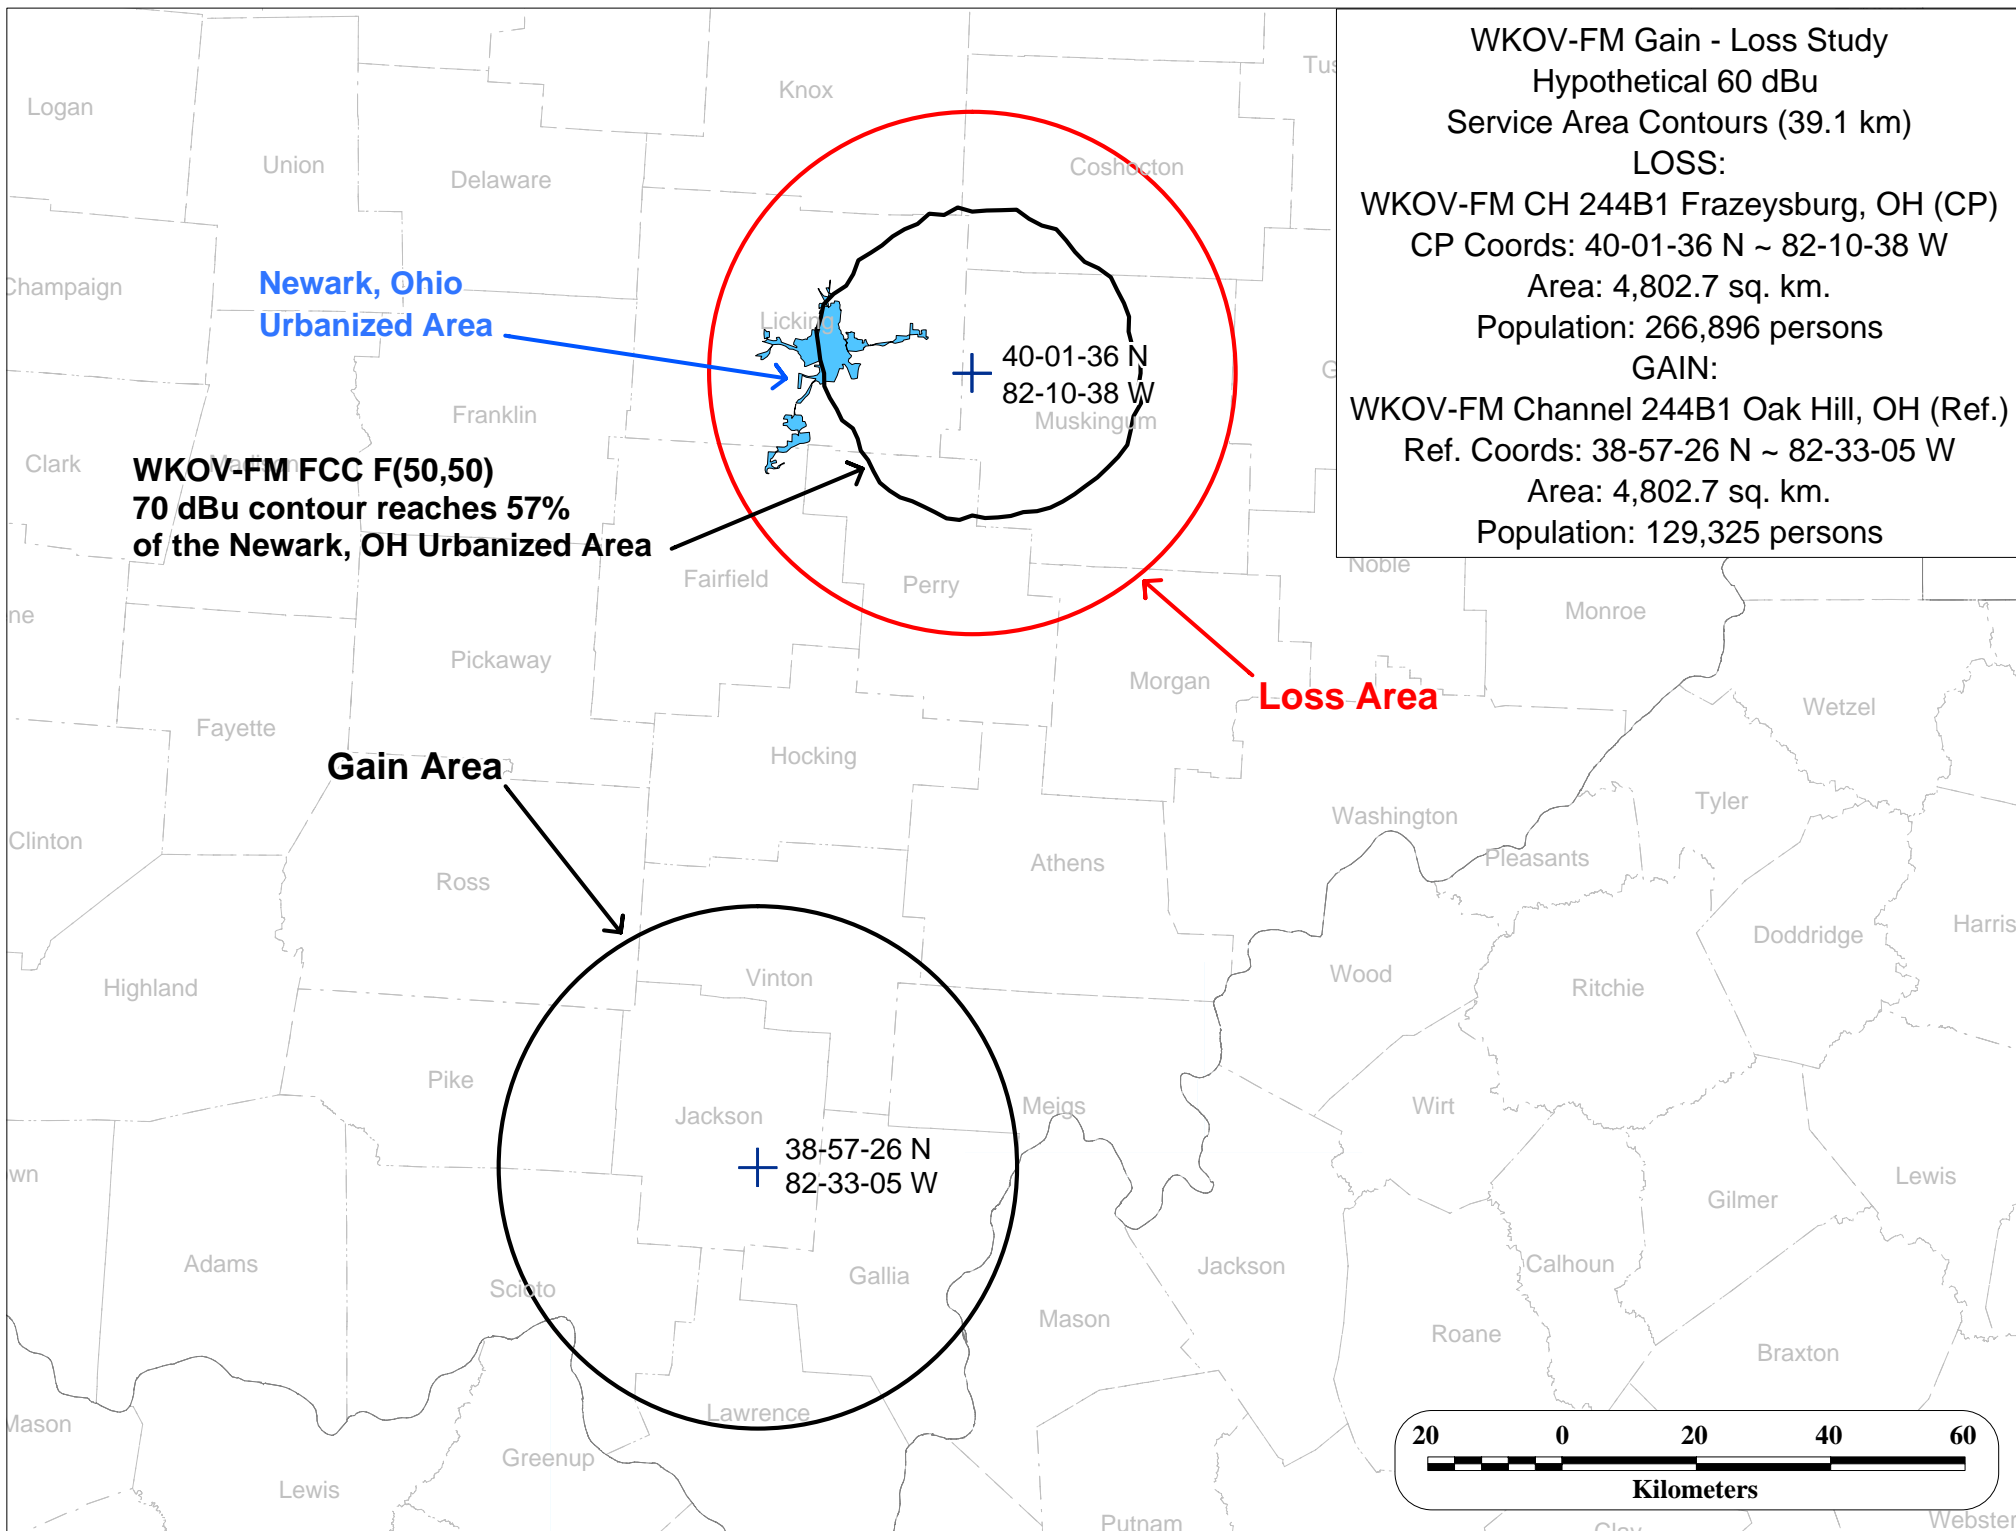 WKOV-FM Gain - Loss Study
Hypothetical 60 dBu
Service Area Contours (39.1 km)
LOSS:
WKOV-FM CH 244B1 Frazeysburg, OH (CP)
CP Coords: 40-01-36 N ~ 82-10-38 W
Area: 4,802.7 sq. km.
Population: 266,896 persons
GAIN:
WKOV-FM Channel 244B1 Oak Hill, OH (Ref.)
Ref. Coords: 38-57-26 N ~ 82-33-05 W
Area: 4,802.7 sq. km.
Population: 129,325 persons
Knox
Logan
Union
Delaware
Coshocton
Champaign
Newark, Ohio
Urbanized Area
Licking
40-01-36 N
82-10-38 W
Franklin
Muskingum
Clark
Madison
WKOV-FM FCC F(50,50)
70 dBu contour reaches 57%
of the Newark, OH Urbanized Area
Fairfield
Perry
Noble
Monroe
Pickaway
Morgan
Loss Area
Wetzel
Fayette
Hocking
Gain Area
Tyler
Washington
Clinton
Pleasants
Ross
Athens
Doddridge
Harris
Highland
Vinton
Wood
Ritchie
Pike
Jackson
Meigs
Wirt
38-57-26 N
82-33-05 W
Lewis
Gilmer
Adams
Scioto
Gallia
Jackson
Calhoun
Mason
Roane
Braxton
Mason
Lawrence
Greenup
Lewis
20 0 20 40 60
Kilometers
Putnam
Webster